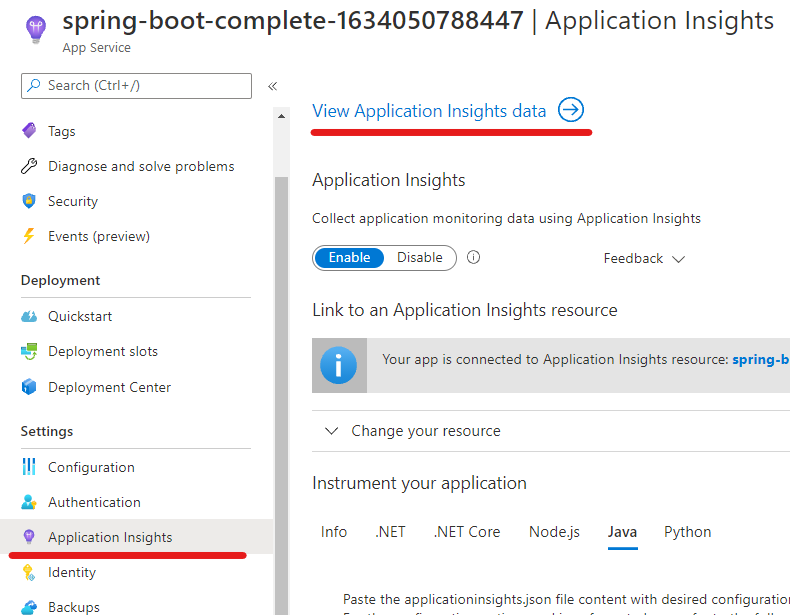 spring-boot-complete-1634050788447 | Application Insights
App Service
Search (Ctrl+/)
«
Tags
Diagnose and solve problems
Security
Events (preview)
Deployment
Quickstart
Deployment slots
Deployment Center
Settings
Configuration
Authentication
Application Insights
Identity
Backups
View Application Insights data
Application Insights
Collect application monitoring data using Application Insights
Enable Disable
Feedback
Link to an Application Insights resource
Your app is connected to Application Insights resource: spring-b
Change your resource
Instrument your application
Info .NET .NET Core Node.js Java Python
Paste the applicationinsights.json file content with desired configuration